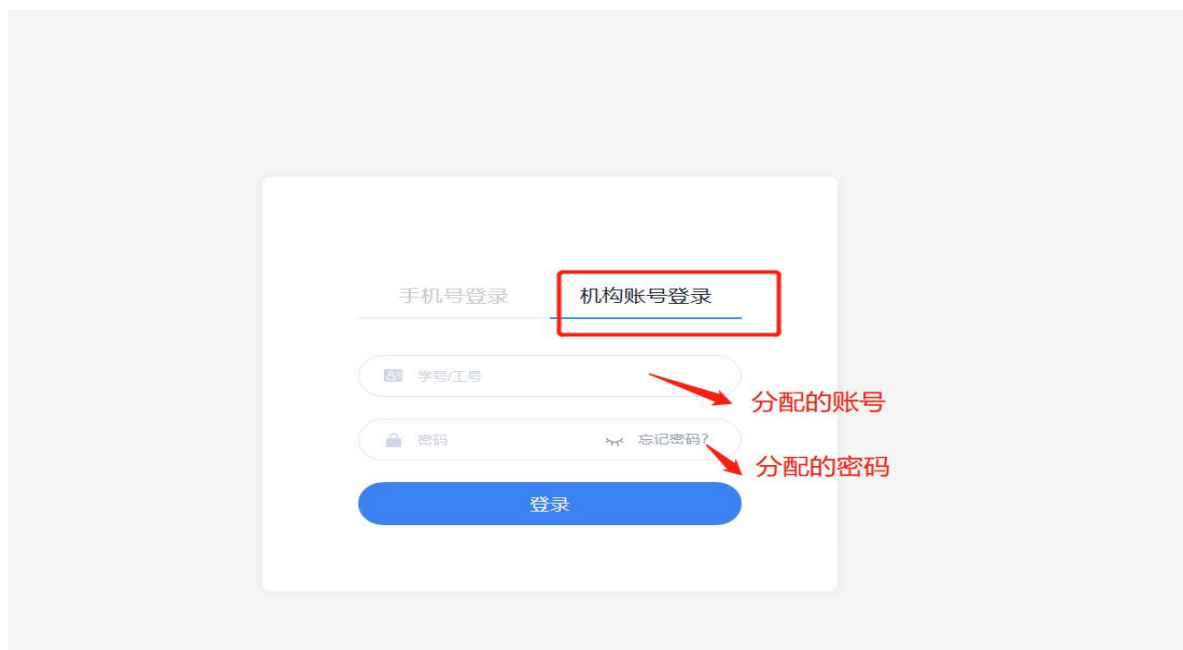 手机号登录
机构账号登录
学号/工号
分配的账号
密码
忘记密码?
分配的密码
登录